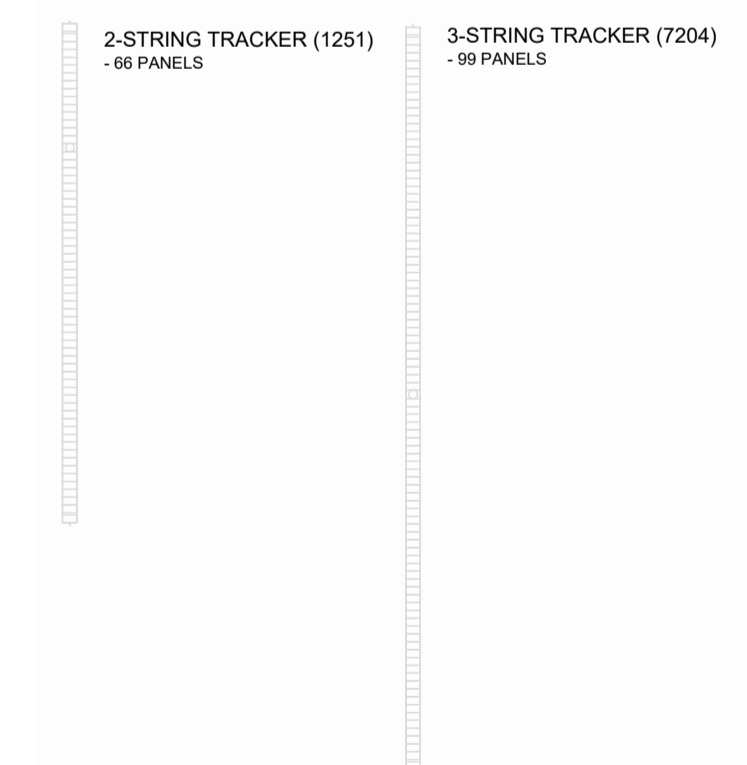 2-STRING TRACKER (1251)
- 66 PANELS
3-STRING TRACKER (7204)
- 99 PANELS